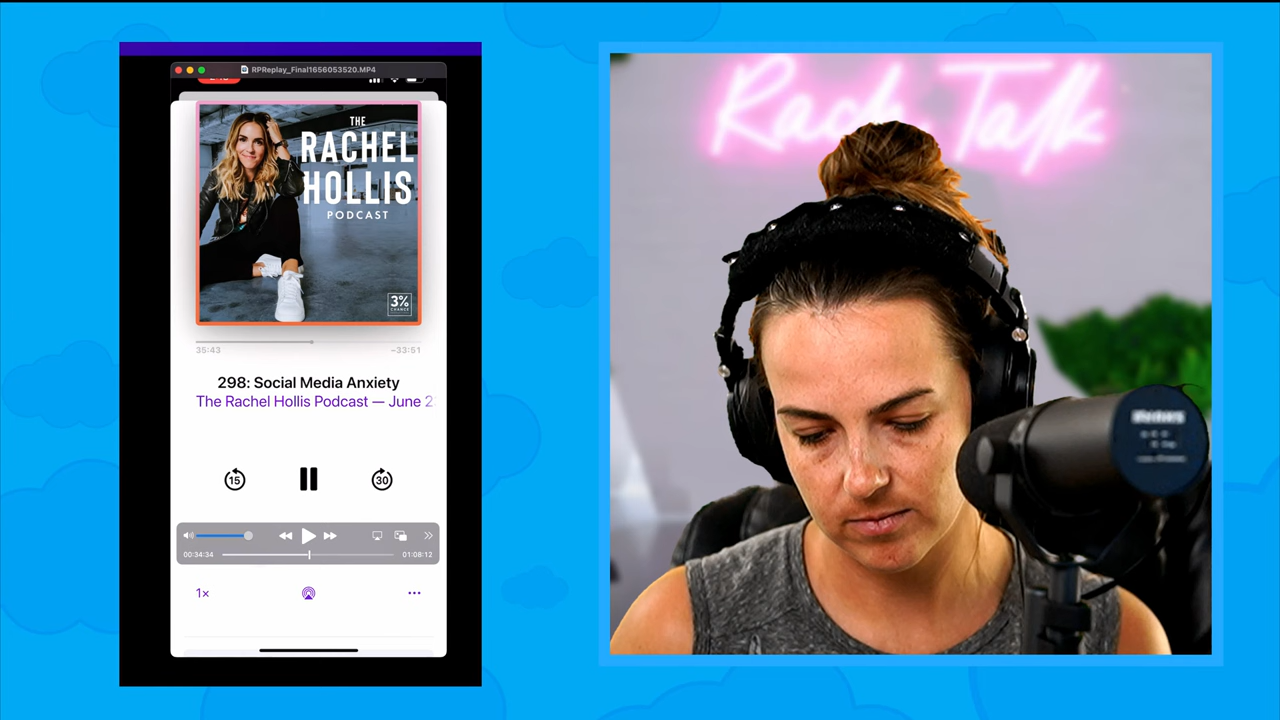 RPReplay_Final1656053520.MP4
THE
RACHEL
HOLLIS
PODCAST
3%
CHANCE
35:43
-33:51
298: Social Media Anxiety
The Rachel Hollis Podcast — June 2
15
30
00:34:34
01:08:12
1×
Rach Talk